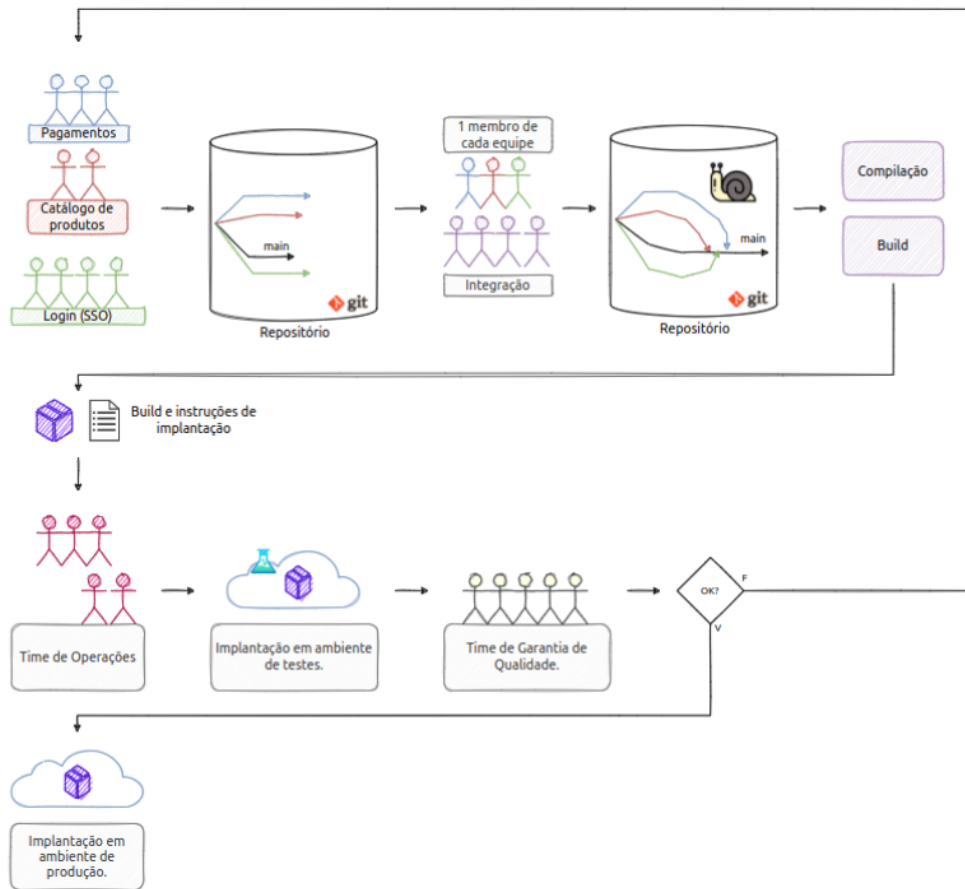 Pagamentos
Catálogo de
produtos
Login (SSO)
main
git
Repositório
1 membro de
cada equipe
Integração
main
git
Repositório
Compilação
Build
Build e instruções de
implantação
Time de Operações
Implantação em ambiente
de testes.
Time de Garantia de
Qualidade.
OK?
F
V
Implantação em
ambiente de
produção.